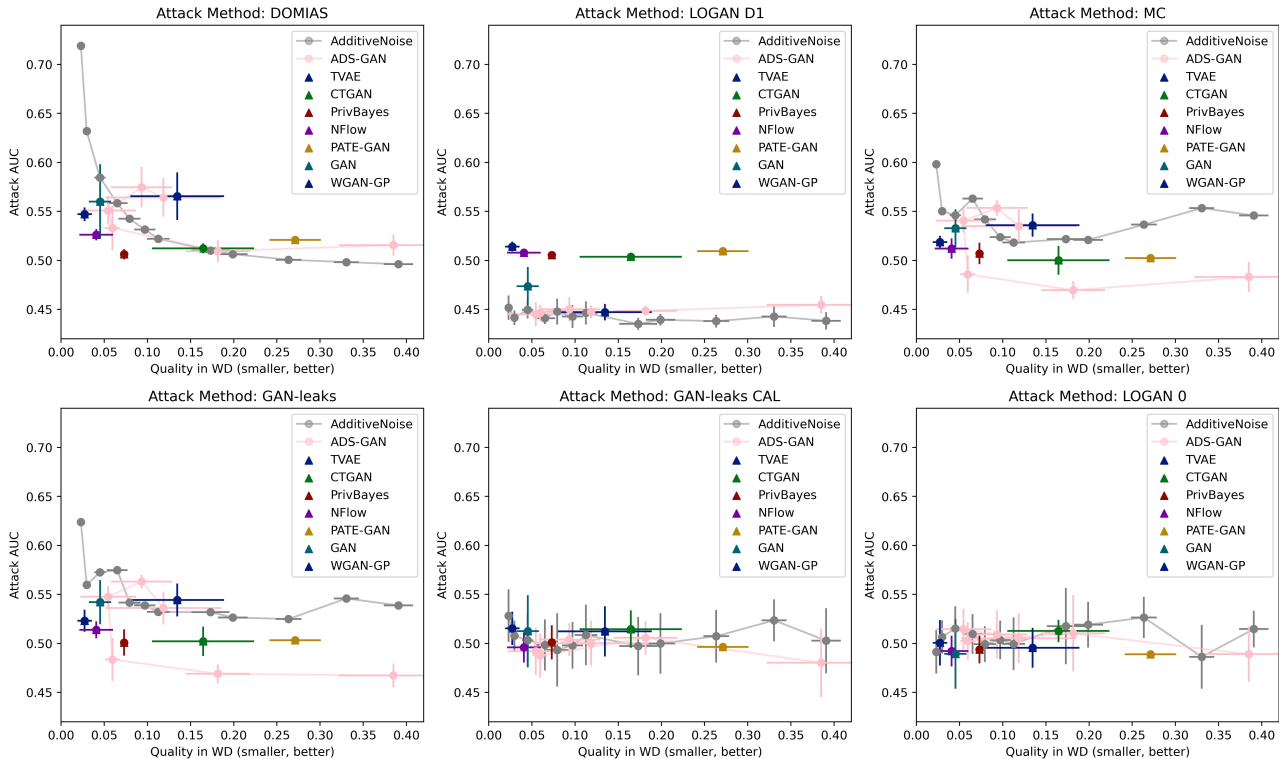 Attack Method: DOMIAS
Attack AUC
0.70
0.65
0.60
0.55
0.50
0.45
AdditiveNoise
ADS-GAN
TVAE
CTGAN
PrivBayes
NFlow
PATE-GAN
GAN
WGAN-GP
0.00 0.05 0.10 0.15 0.20 0.25 0.30 0.35 0.40
Quality in WD (smaller, better)
Attack Method: LOGAN D1
Attack AUC
0.70
0.65
0.60
0.55
0.50
0.45
AdditiveNoise
ADS-GAN
TVAE
CTGAN
PrivBayes
NFlow
PATE-GAN
GAN
WGAN-GP
0.00 0.05 0.10 0.15 0.20 0.25 0.30 0.35 0.40
Quality in WD (smaller, better)
Attack Method: MC
Attack AUC
0.70
0.65
0.60
0.55
0.50
0.45
AdditiveNoise
ADS-GAN
TVAE
CTGAN
PrivBayes
NFlow
PATE-GAN
GAN
WGAN-GP
0.00 0.05 0.10 0.15 0.20 0.25 0.30 0.35 0.40
Quality in WD (smaller, better)
Attack Method: GAN-leaks
Attack AUC
0.70
0.65
0.60
0.55
0.50
0.45
AdditiveNoise
ADS-GAN
TVAE
CTGAN
PrivBayes
NFlow
PATE-GAN
GAN
WGAN-GP
0.00 0.05 0.10 0.15 0.20 0.25 0.30 0.35 0.40
Quality in WD (smaller, better)
Attack Method: GAN-leaks CAL
Attack AUC
0.70
0.65
0.60
0.55
0.50
0.45
AdditiveNoise
ADS-GAN
TVAE
CTGAN
PrivBayes
NFlow
PATE-GAN
GAN
WGAN-GP
0.00 0.05 0.10 0.15 0.20 0.25 0.30 0.35 0.40
Quality in WD (smaller, better)
Attack Method: LOGAN 0
Attack AUC
0.70
0.65
0.60
0.55
0.50
0.45
AdditiveNoise
ADS-GAN
TVAE
CTGAN
PrivBayes
NFlow
PATE-GAN
GAN
WGAN-GP
0.00 0.05 0.10 0.15 0.20 0.25 0.30 0.35 0.40
Quality in WD (smaller, better)